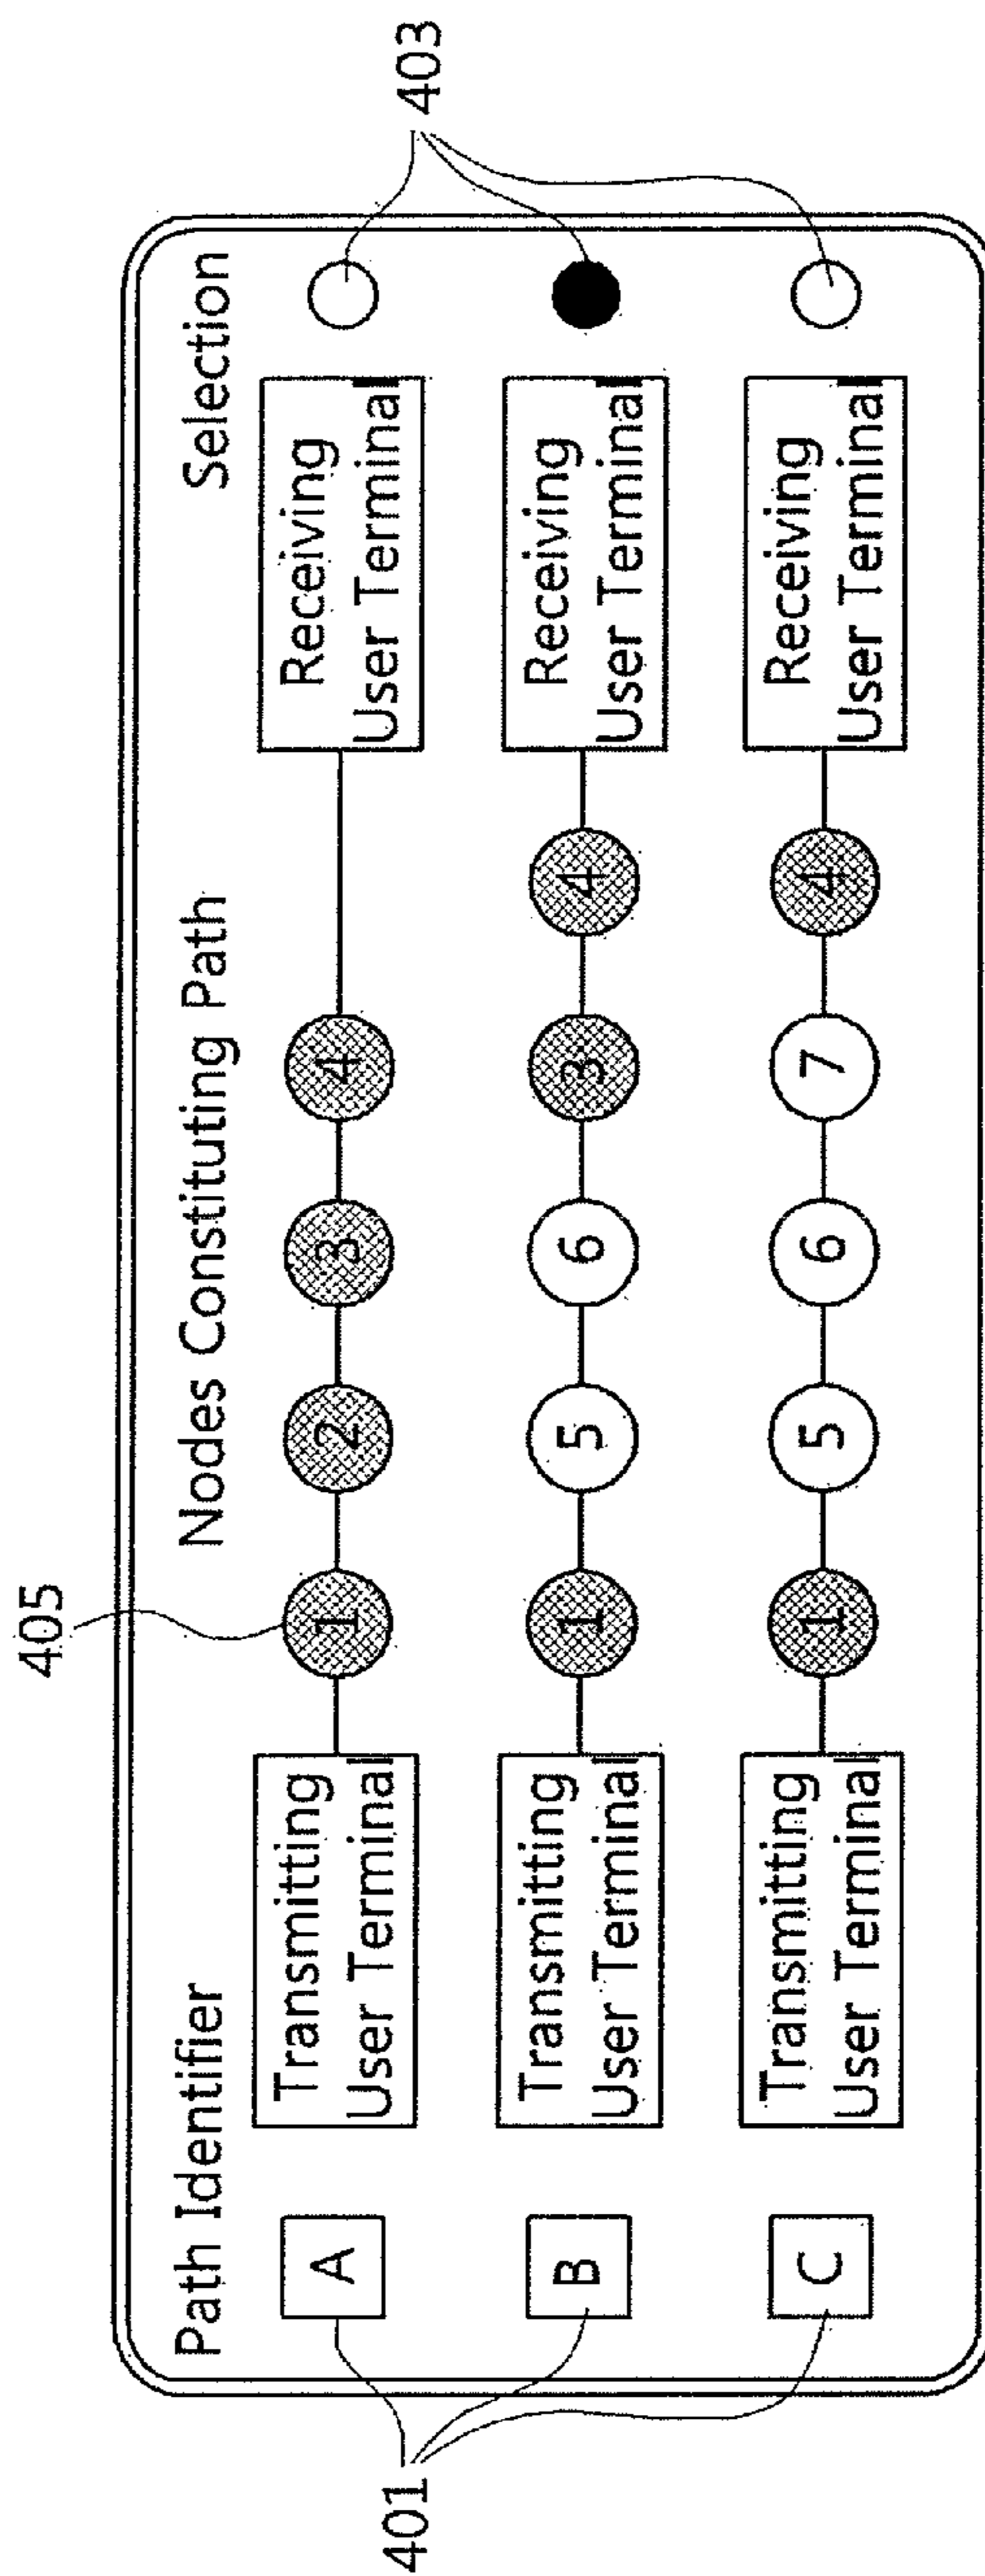 405
Path Identifier
Nodes Constituting Path
Selection
A
Transmitting
User Terminal
1
2
3
4
Receiving
User Terminal
B
Transmitting
User Terminal
1
5
6
3
4
Receiving
User Terminal
C
Transmitting
User Terminal
1
5
6
7
4
Receiving
User Terminal
401
403